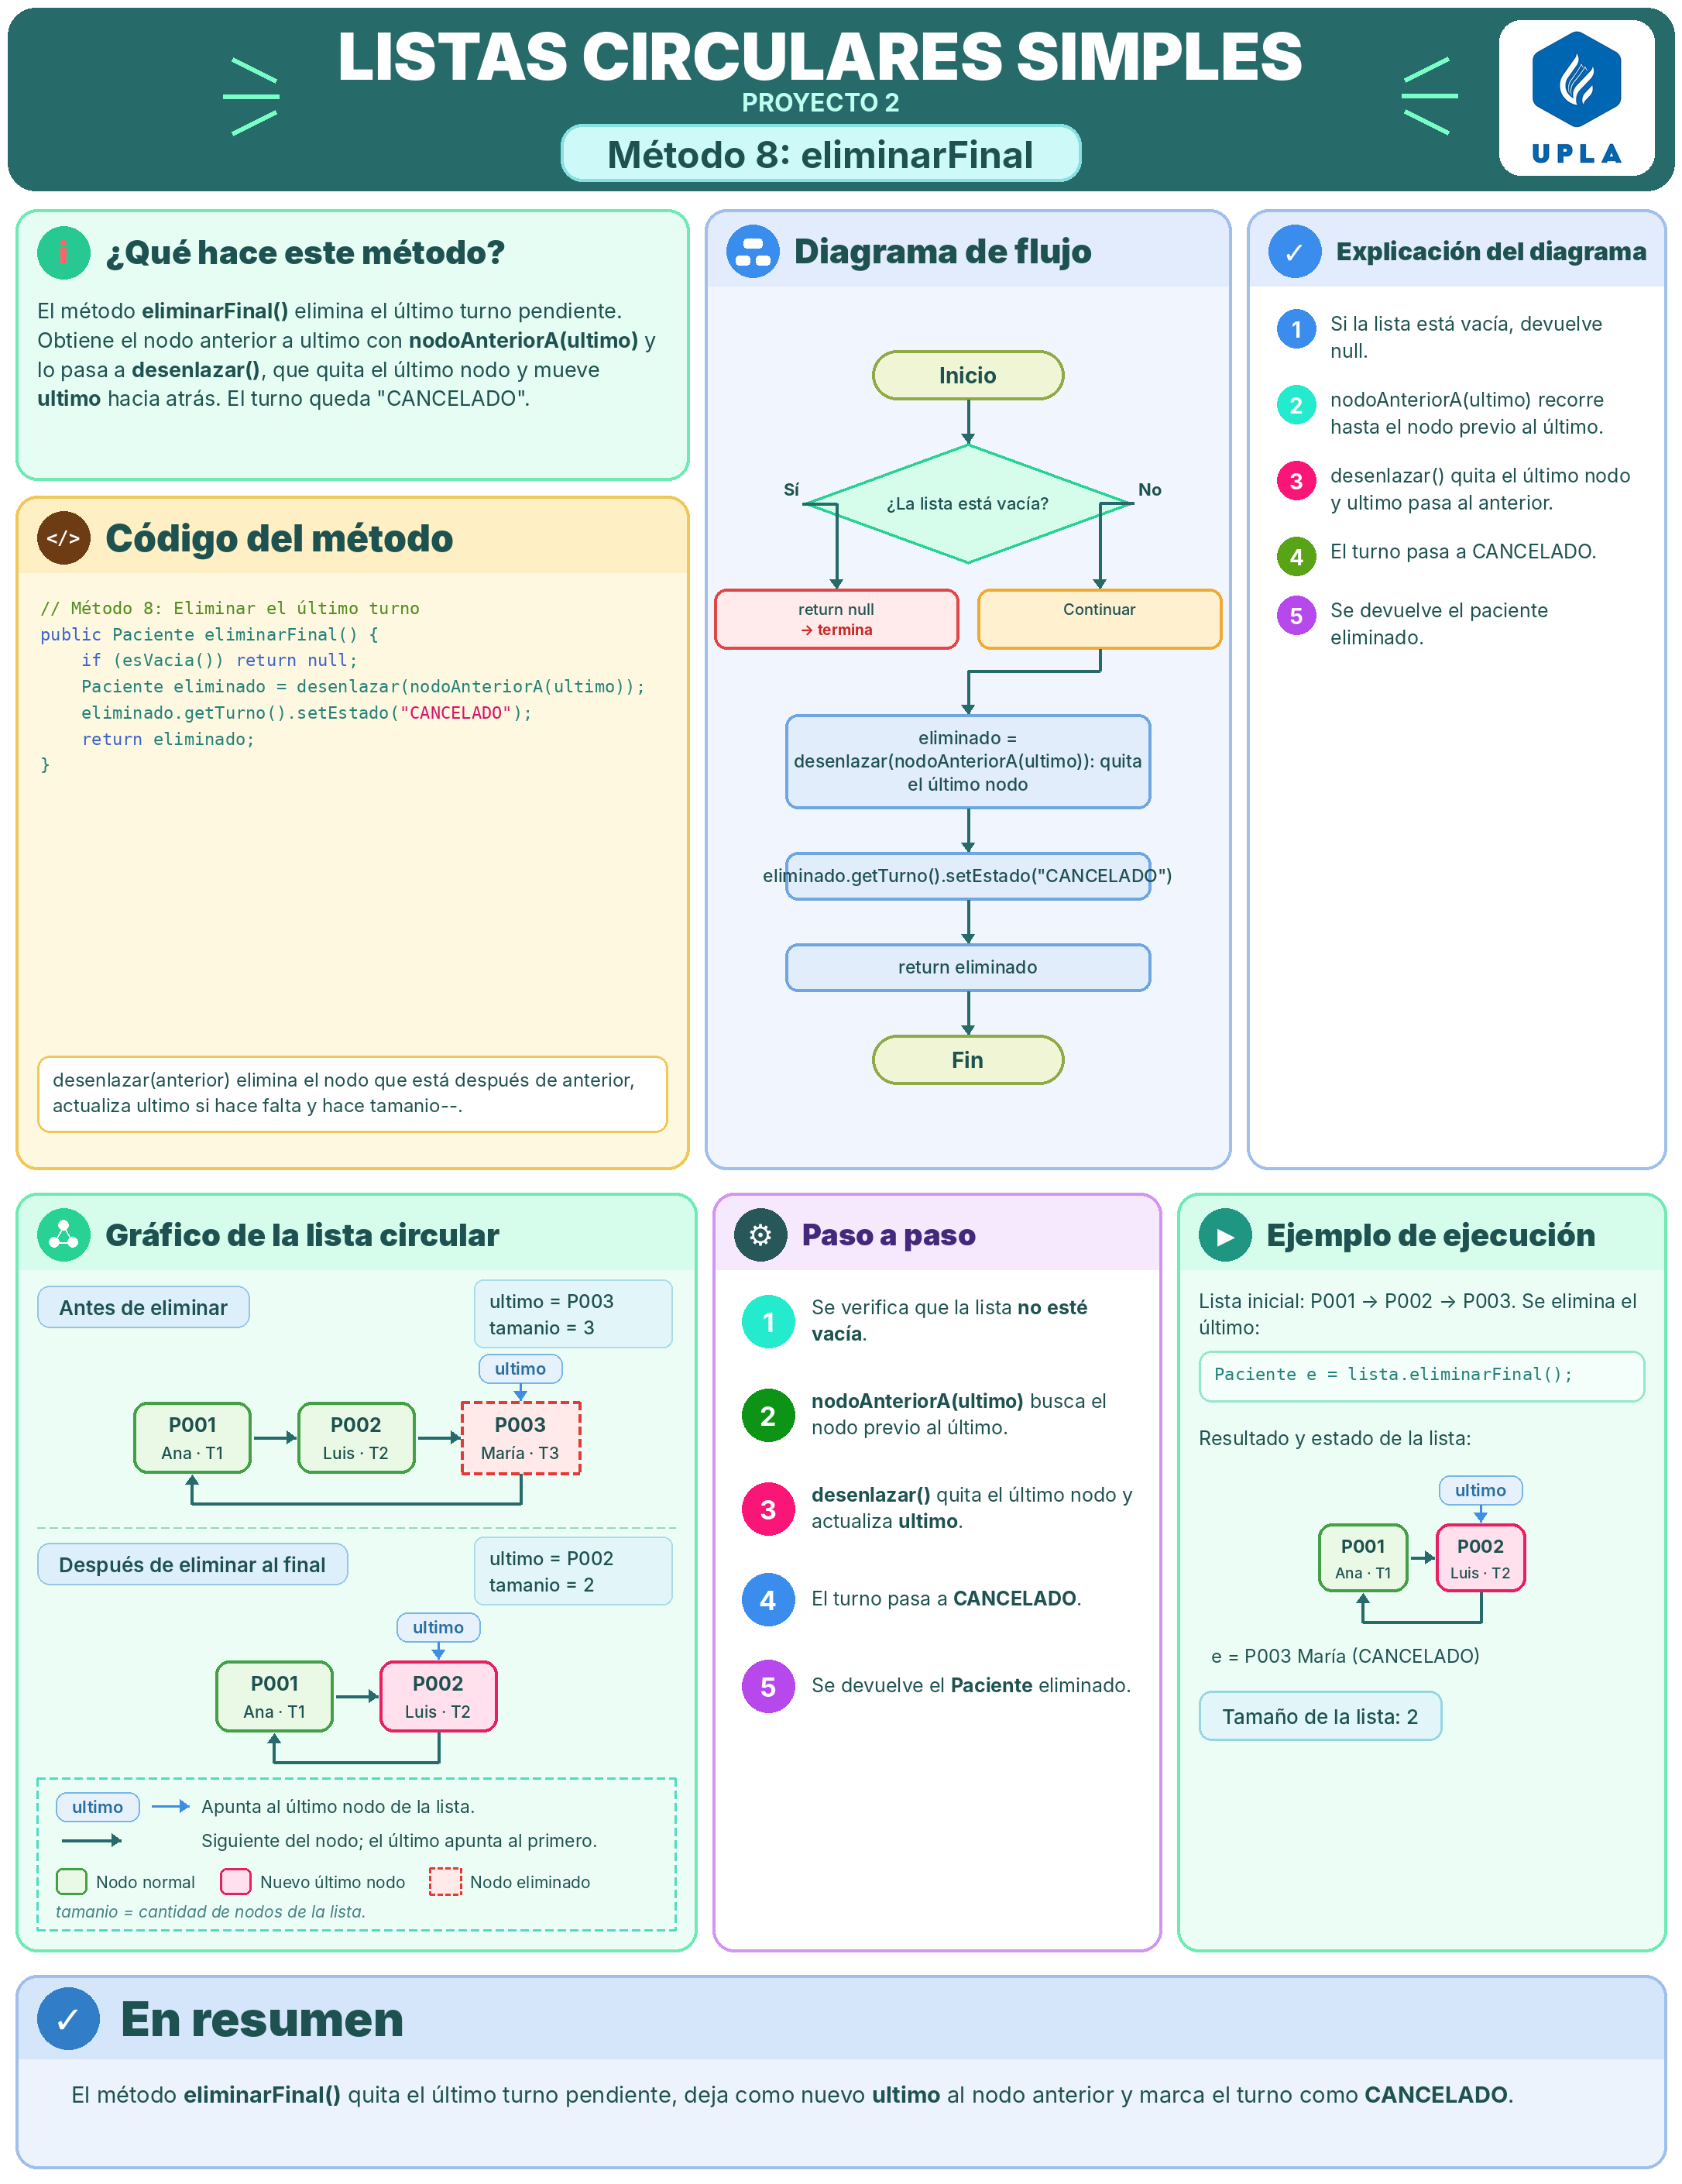 LISTAS CIRCULARES SIMPLES
PROYECTO 2
Método 8: eliminarFinal
UPLA
i
¿Qué hace este método?
El método eliminarFinal() elimina el último turno pendiente.
Obtiene el nodo anterior a ultimo con nodoAnteriorA(ultimo) y
lo pasa a desenlazar(), que quita el último nodo y mueve
ultimo hacia atrás. El turno queda "CANCELADO".
</>
Código del método
// Método 8: Eliminar el último turno
public Paciente eliminarFinal() {
    if (esVacia()) return null;
    Paciente eliminado = desenlazar(nodoAnteriorA(ultimo));
    eliminado.getTurno().setEstado("CANCELADO");
    return eliminado;
}
desenlazar(anterior) elimina el nodo que está después de anterior,
actualiza ultimo si hace falta y hace tamanio--.
Diagrama de flujo
Inicio
¿La lista está vacía?
Sí
No
return null
→ termina
Continuar
eliminado =
desenlazar(nodoAnteriorA(ultimo)): quita
el último nodo
eliminado.getTurno().setEstado("CANCELADO")
return eliminado
Fin
✓
Explicación del diagrama
1 Si la lista está vacía, devuelve
null.
2 nodoAnteriorA(ultimo) recorre
hasta el nodo previo al último.
3 desenlazar() quita el último nodo
y ultimo pasa al anterior.
4 El turno pasa a CANCELADO.
5 Se devuelve el paciente
eliminado.
Gráfico de la lista circular
Antes de eliminar
ultimo = P003
tamanio = 3
ultimo
P001
Ana · T1
P002
Luis · T2
P003
María · T3
Después de eliminar al final
ultimo = P002
tamanio = 2
ultimo
P001
Ana · T1
P002
Luis · T2
ultimo Apunta al último nodo de la lista.
Siguiente del nodo; el último apunta al primero.
Nodo normal
Nuevo último nodo
Nodo eliminado
tamanio = cantidad de nodos de la lista.
Paso a paso
1 Se verifica que la lista no esté
vacía.
2 nodoAnteriorA(ultimo) busca el
nodo previo al último.
3 desenlazar() quita el último nodo y
actualiza ultimo.
4 El turno pasa a CANCELADO.
5 Se devuelve el Paciente eliminado.
Ejemplo de ejecución
Lista inicial: P001 → P002 → P003. Se elimina el
último:
Paciente e = lista.eliminarFinal();
Resultado y estado de la lista:
ultimo
P001
Ana · T1
P002
Luis · T2
e = P003 María (CANCELADO)
Tamaño de la lista: 2
✓
En resumen
El método eliminarFinal() quita el último turno pendiente, deja como nuevo ultimo al nodo anterior y marca el turno como CANCELADO.